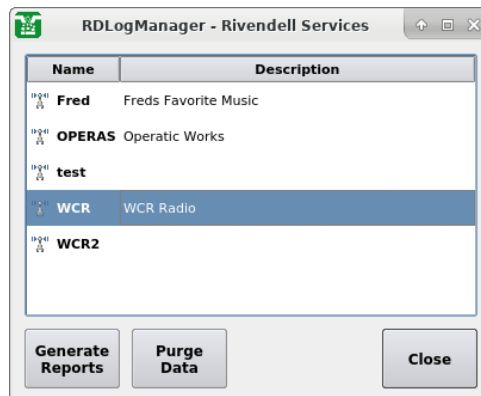 RDLogManager - Rivendell Services
Name Description
Fred Freds Favorite Music
OPERAS Operatic Works
test
WCR WCR Radio
WCR2
Generate Reports
Purge Data
Close